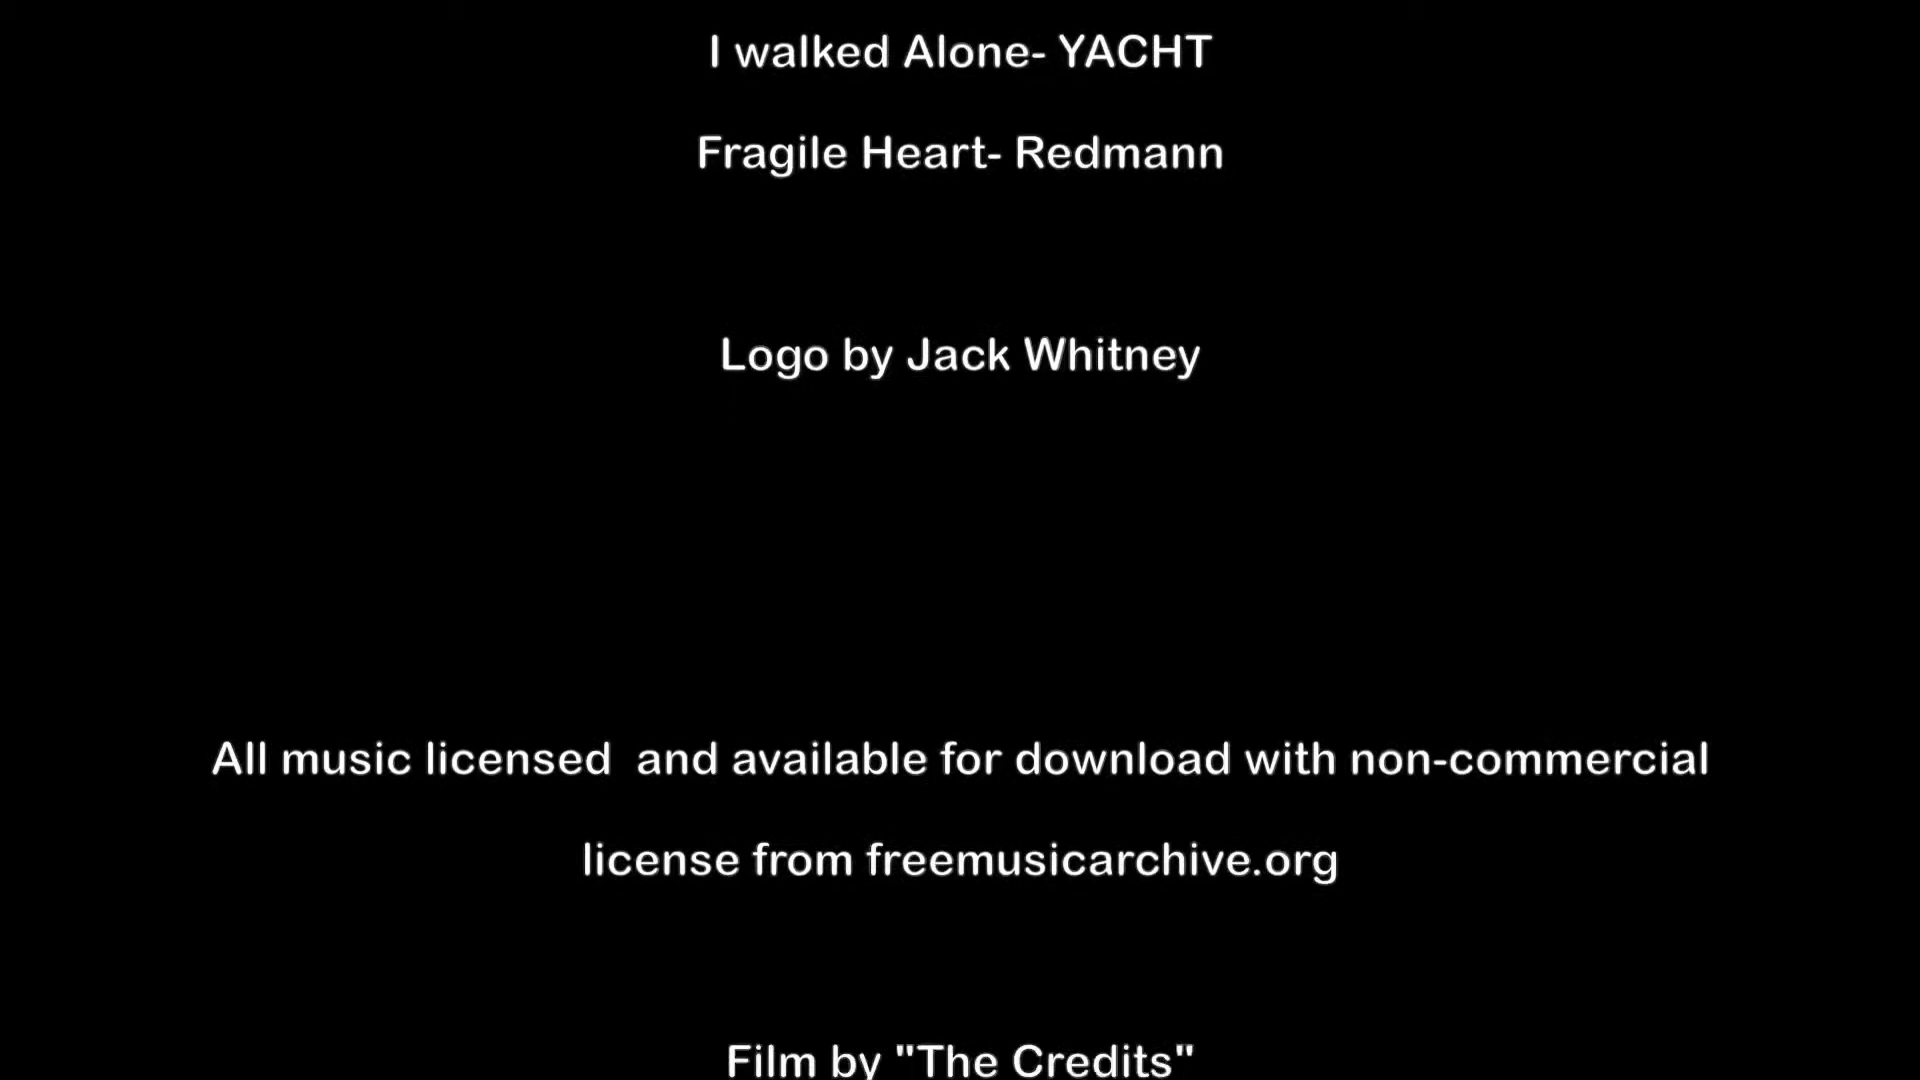 I walked Alone- YACHT
Fragile Heart- Redmann
Logo by Jack Whitney
All music licensed  and available for download with non-commercial
license from freemusicarchive.org
Film by "The Credits"